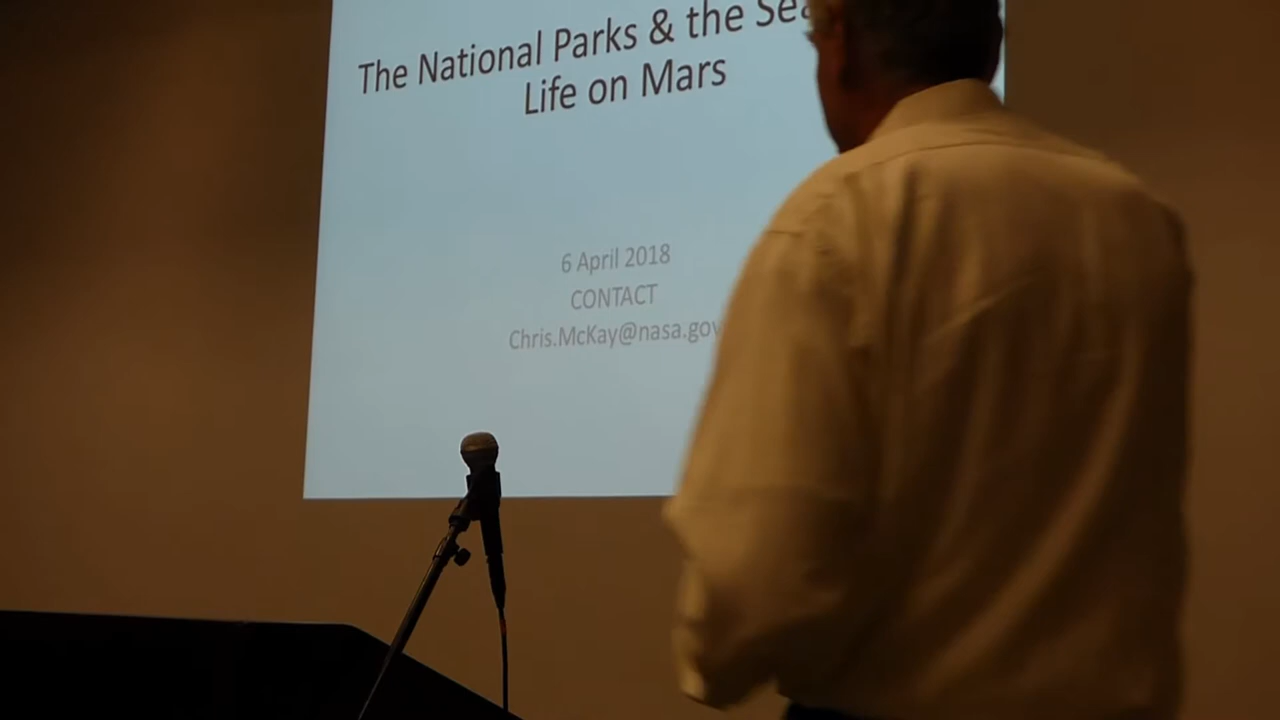 The National Parks & the
Life on Mars
6 April 2018
CONTACT
Chris.McKay@nasa.gov